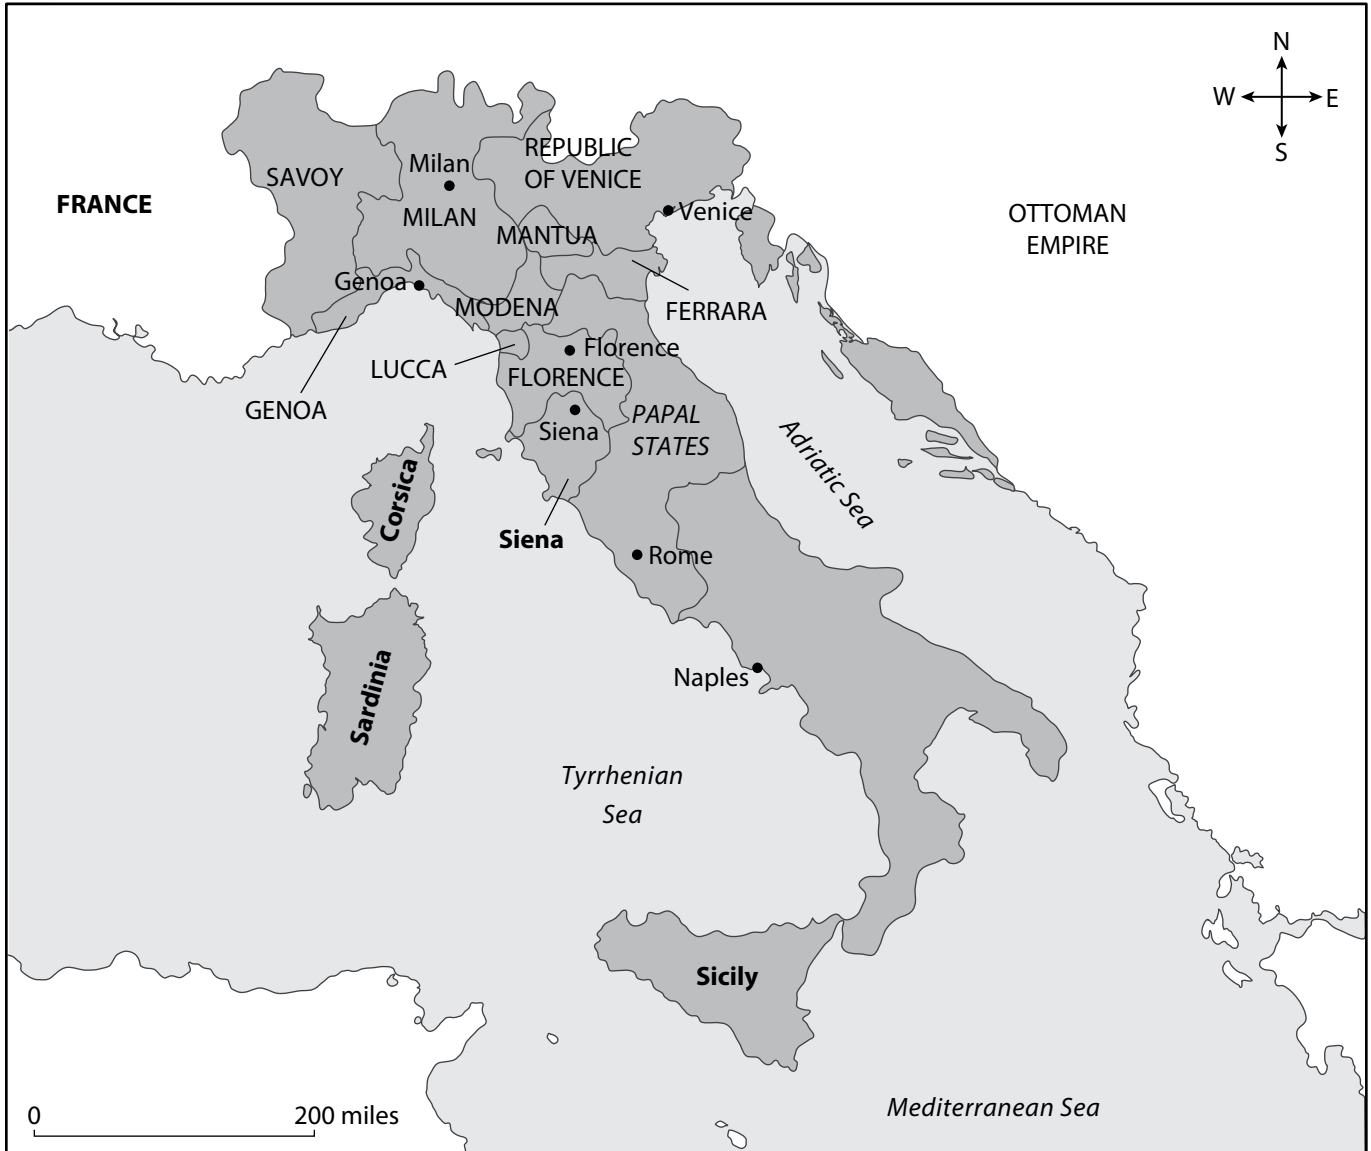 N
W E
S
FRANCE
SAVOY
Milan
MILAN
REPUBLIC
OF VENICE
Venice
MANTUA
OTTOMAN
EMPIRE
Genoa
MODENA
FERRARA
LUCCA
GENOA
Florence
FLORENCE
Siena
PAPAL
STATES
Adriatic Sea
Corsica
Siena
Rome
Sardinia
Naples
Tyrrhenian
Sea
Sicily
Mediterranean Sea
0 200 miles